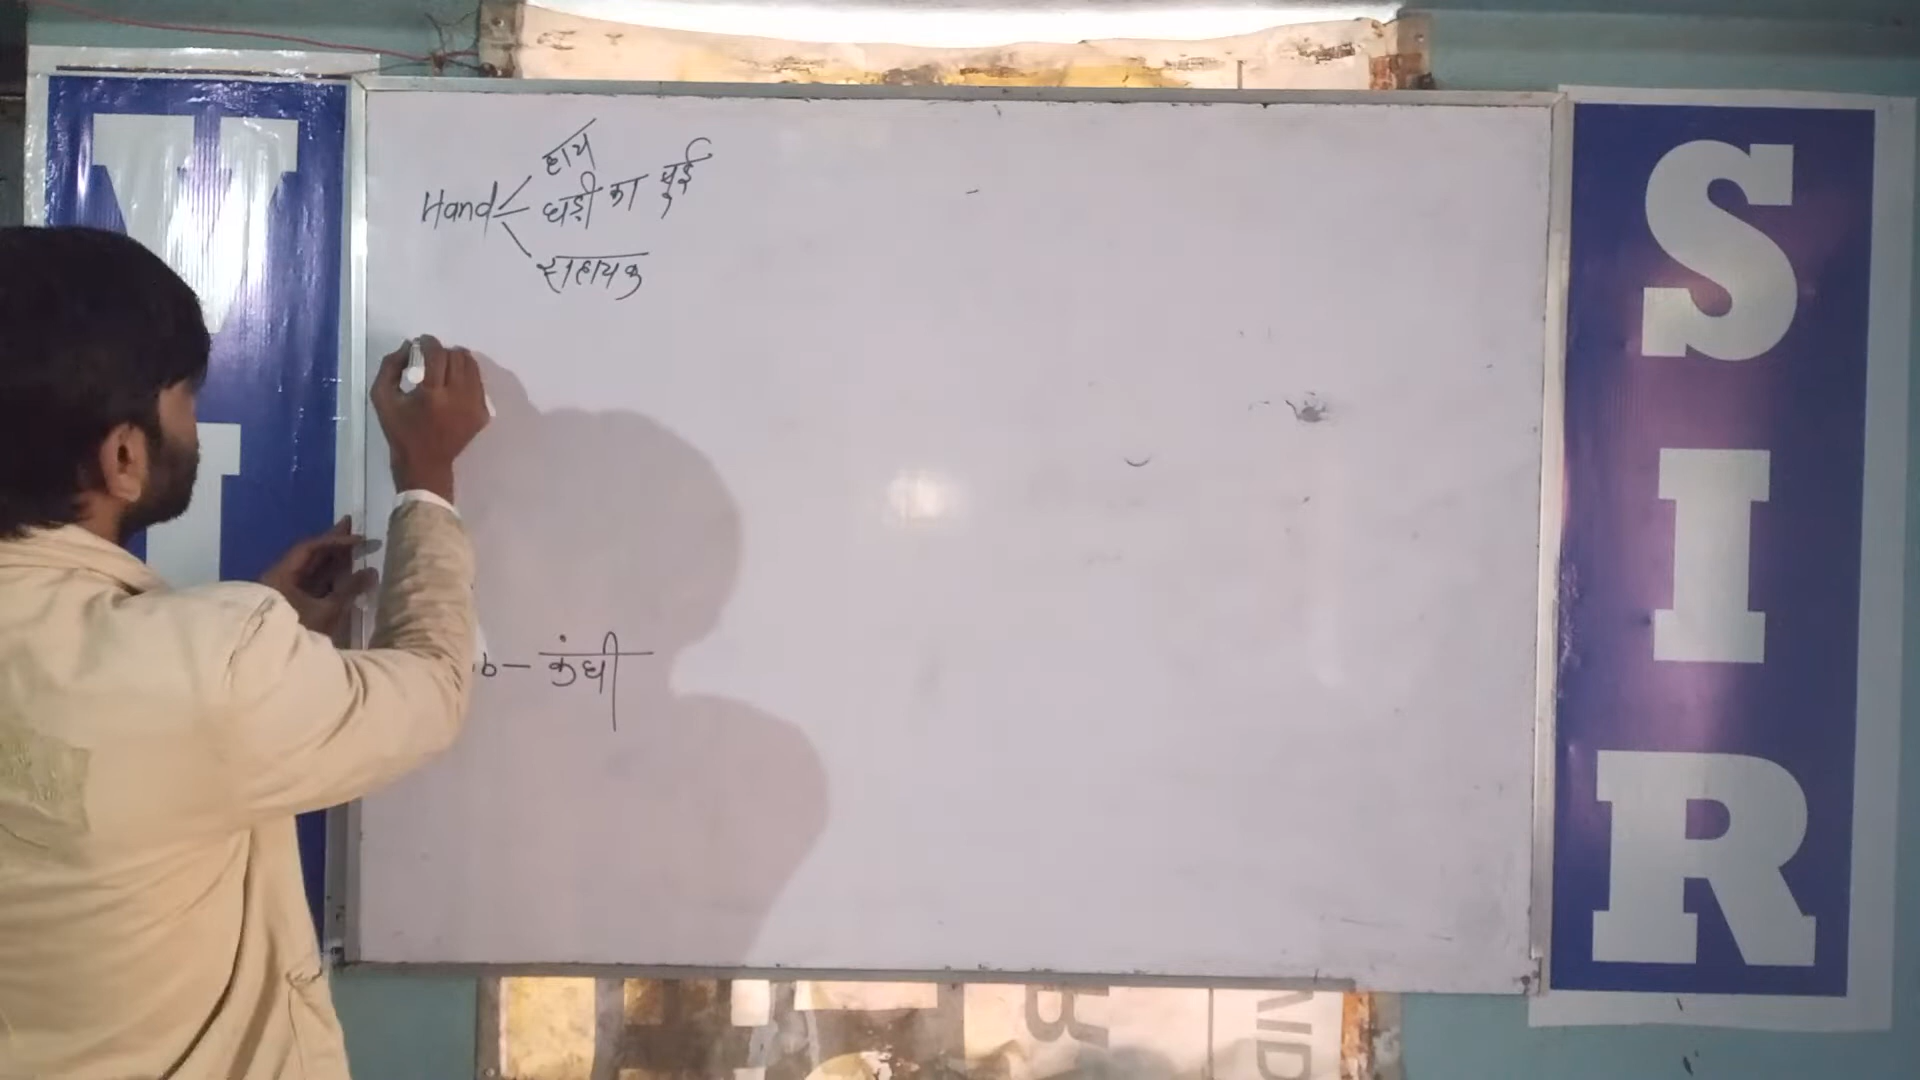 हाथ
Hand घड़ी का सुई
सहायक
b - कंघी
S
I
R